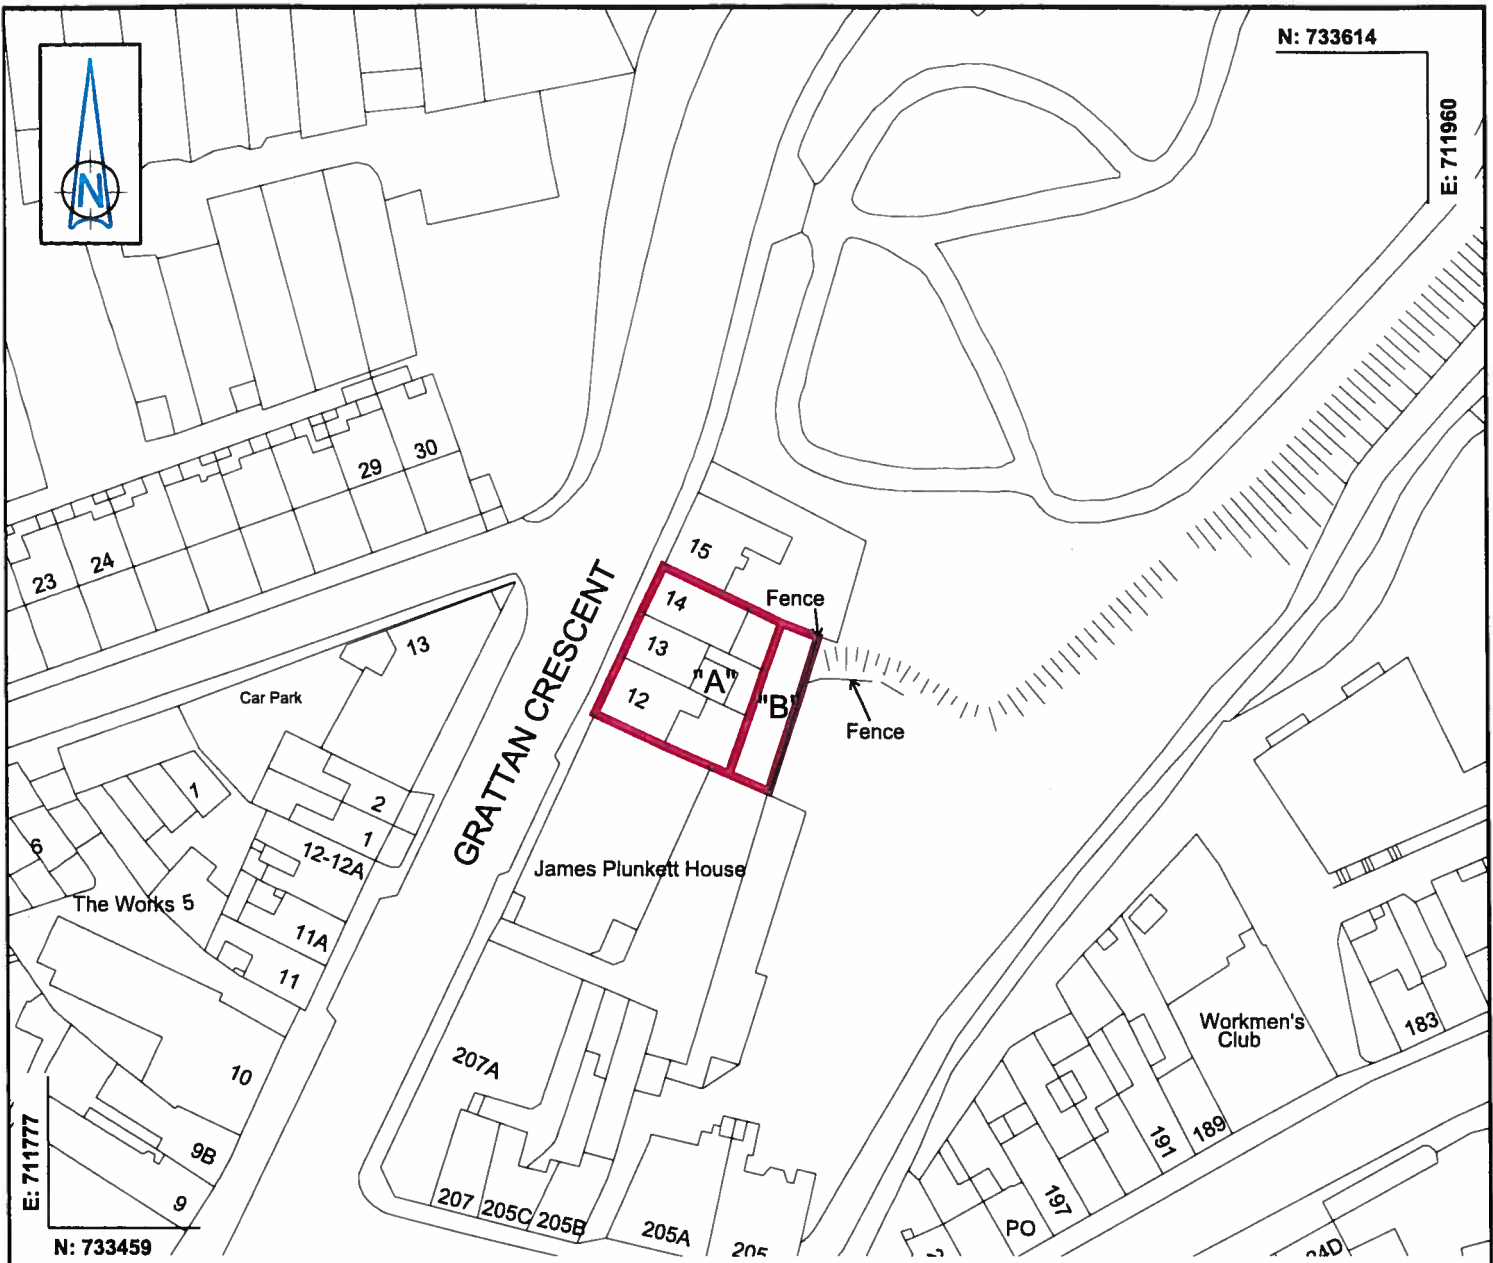 N: 733614
E: 711960
N
30
29
24
23
15
14
Fence
13
13
"A"
12
"B"
Car Park
Fence
GRATTAN CRESCENT
1
2
1
6
12-12A
James Plunkett House
The Works 5
11A
11
Workmen's
Club
183
207A
10
191
189
9B
E: 711777
9
207
205C
205B
205A
205
197
PO
N: 733459